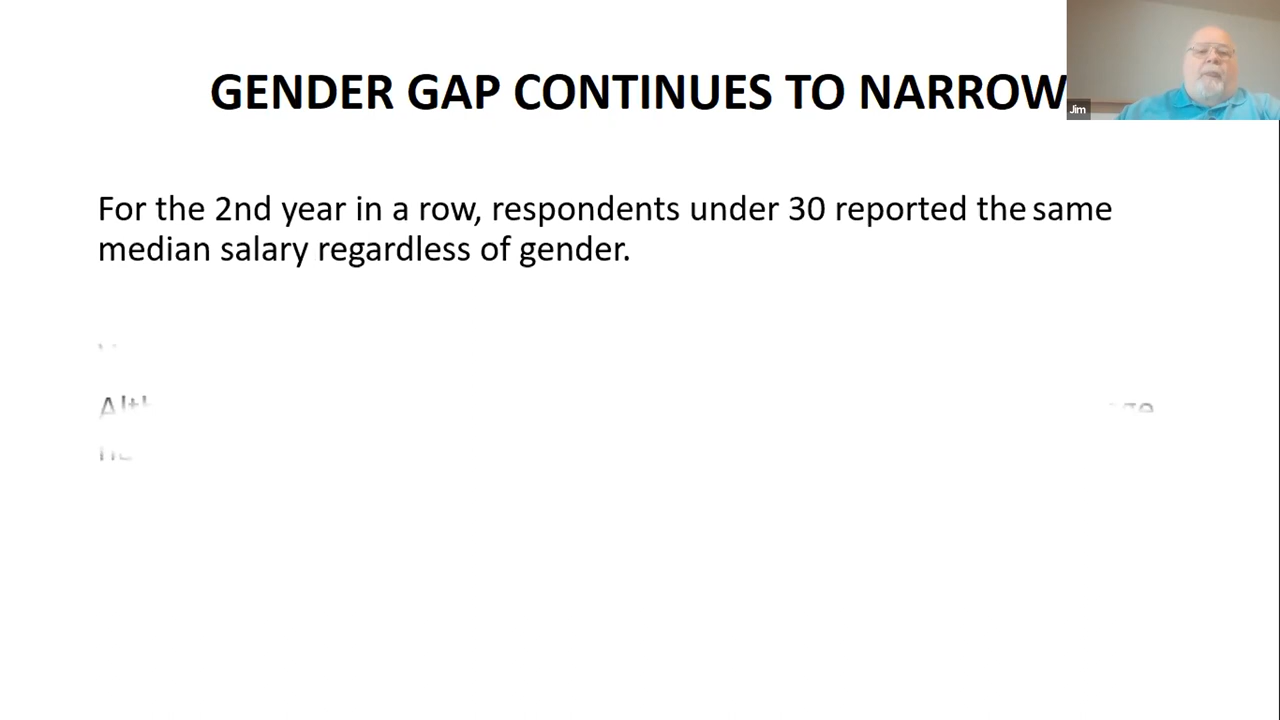 GENDER GAP CONTINUES TO NARROW
Jim
For the 2nd year in a row, respondents under 30 reported the same
median salary regardless of gender.